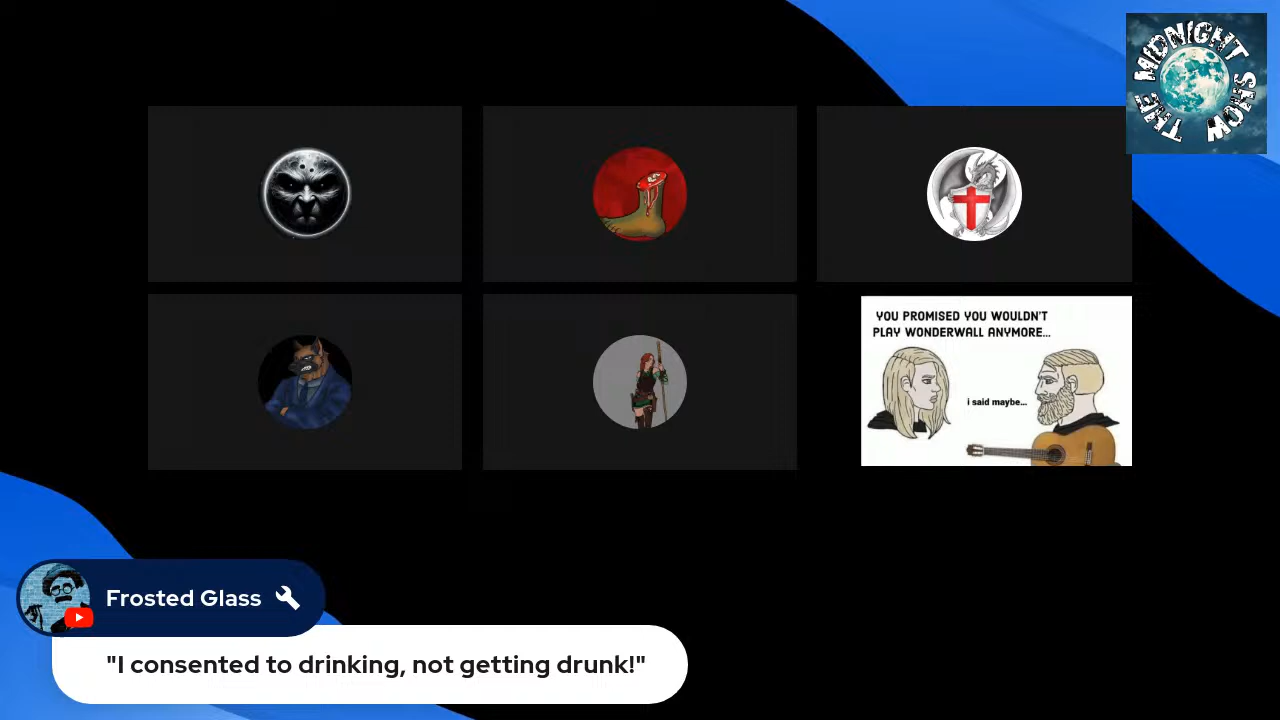 THE MIDNIGHT SHOW
YOU PROMISED YOU WOULDN'T
PLAY WONDERWALL ANYMORE...
i said maybe...
Frosted Glass
"I consented to drinking, not getting drunk!"